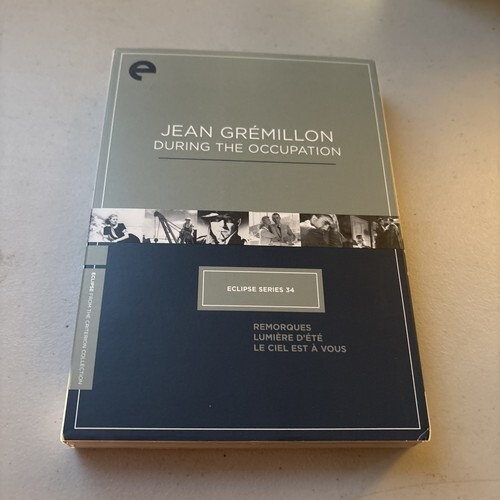 e
JEAN GRÉMILLON
DURING THE OCCUPATION
ECLIPSE SERIES 34
REMORQUES
LUMIÈRE D'ÉTÉ
LE CIEL EST À VOUS
ECLIPSE FROM THE CRITERION COLLECTION